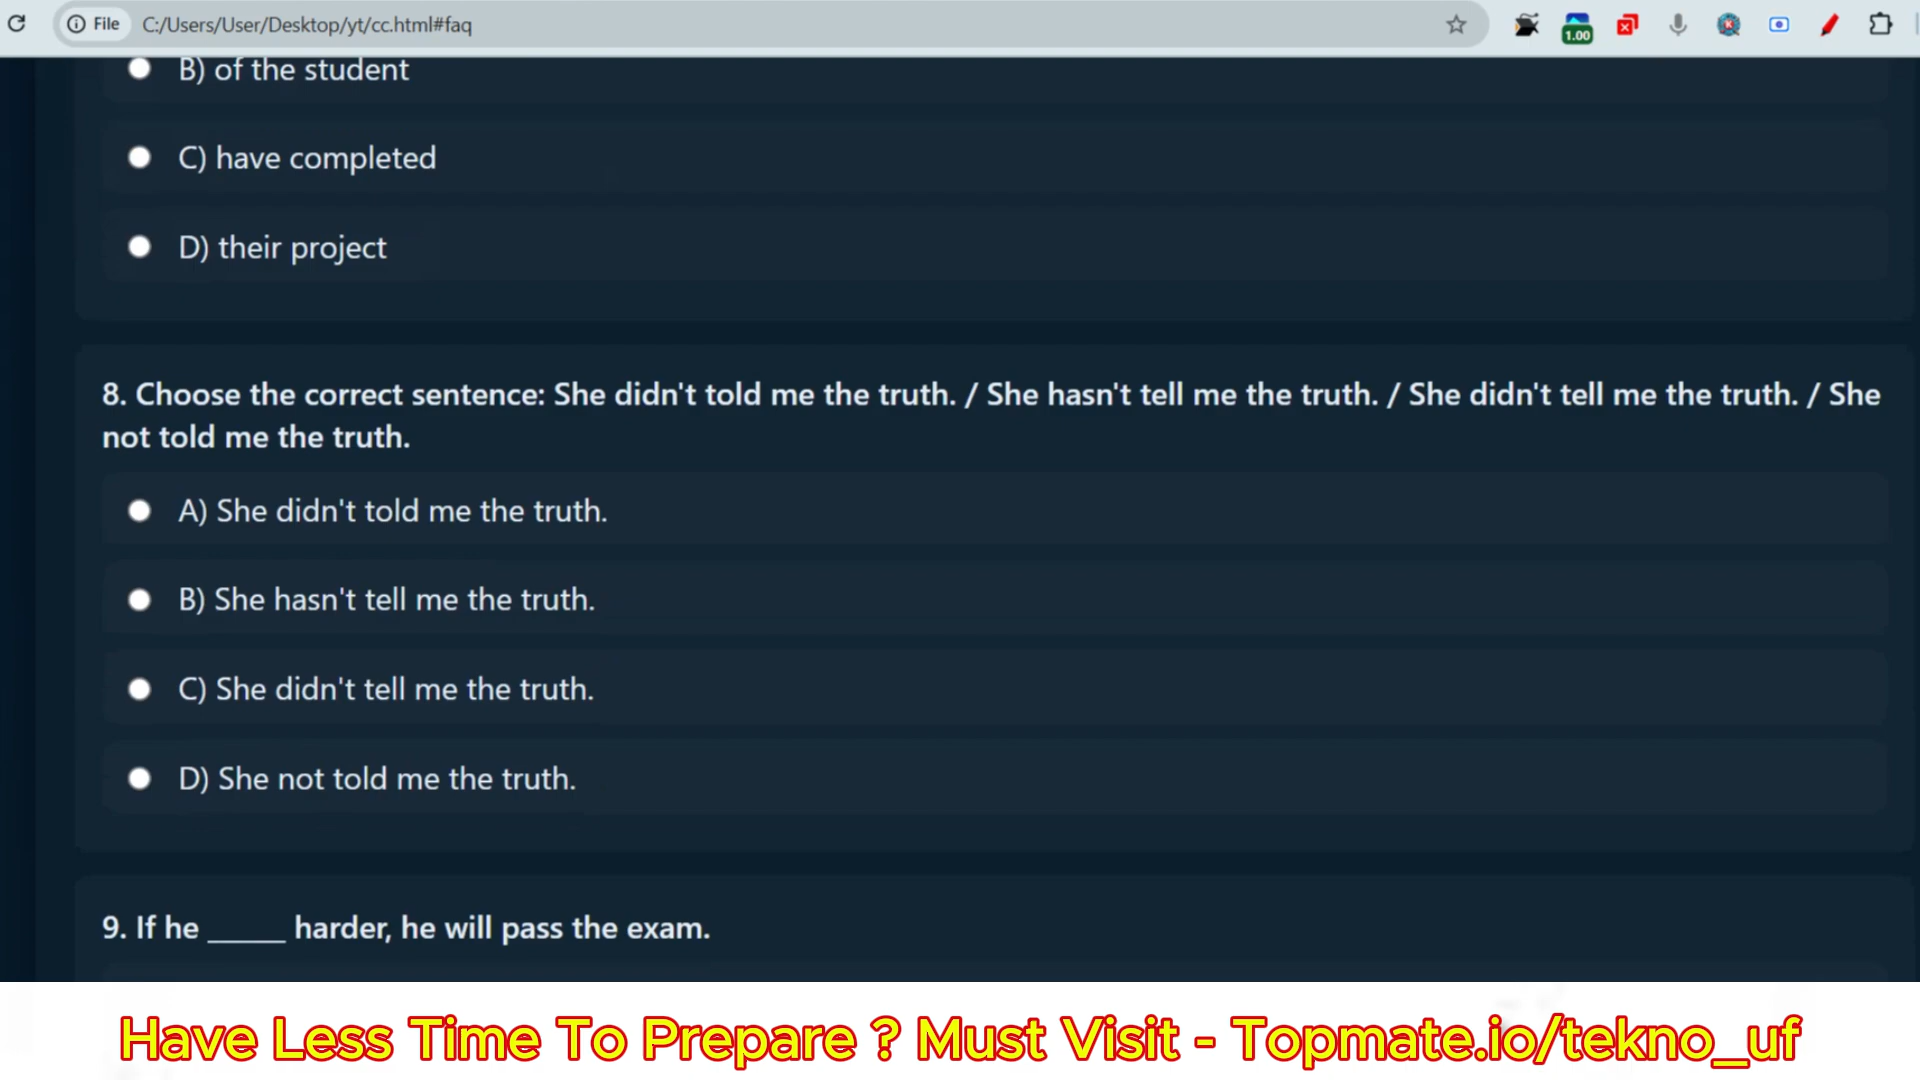 File C:/Users/User/Desktop/yt/cc.html#faq
1.00
B) of the student
C) have completed
D) their project
8. Choose the correct sentence: She didn't told me the truth. / She hasn't tell me the truth. / She didn't tell me the truth. / She
not told me the truth.
A) She didn't told me the truth.
B) She hasn't tell me the truth.
C) She didn't tell me the truth.
D) She not told me the truth.
9. If he _____ harder, he will pass the exam.
Have Less Time To Prepare ? Must Visit - Topmate.io/tekno_uf